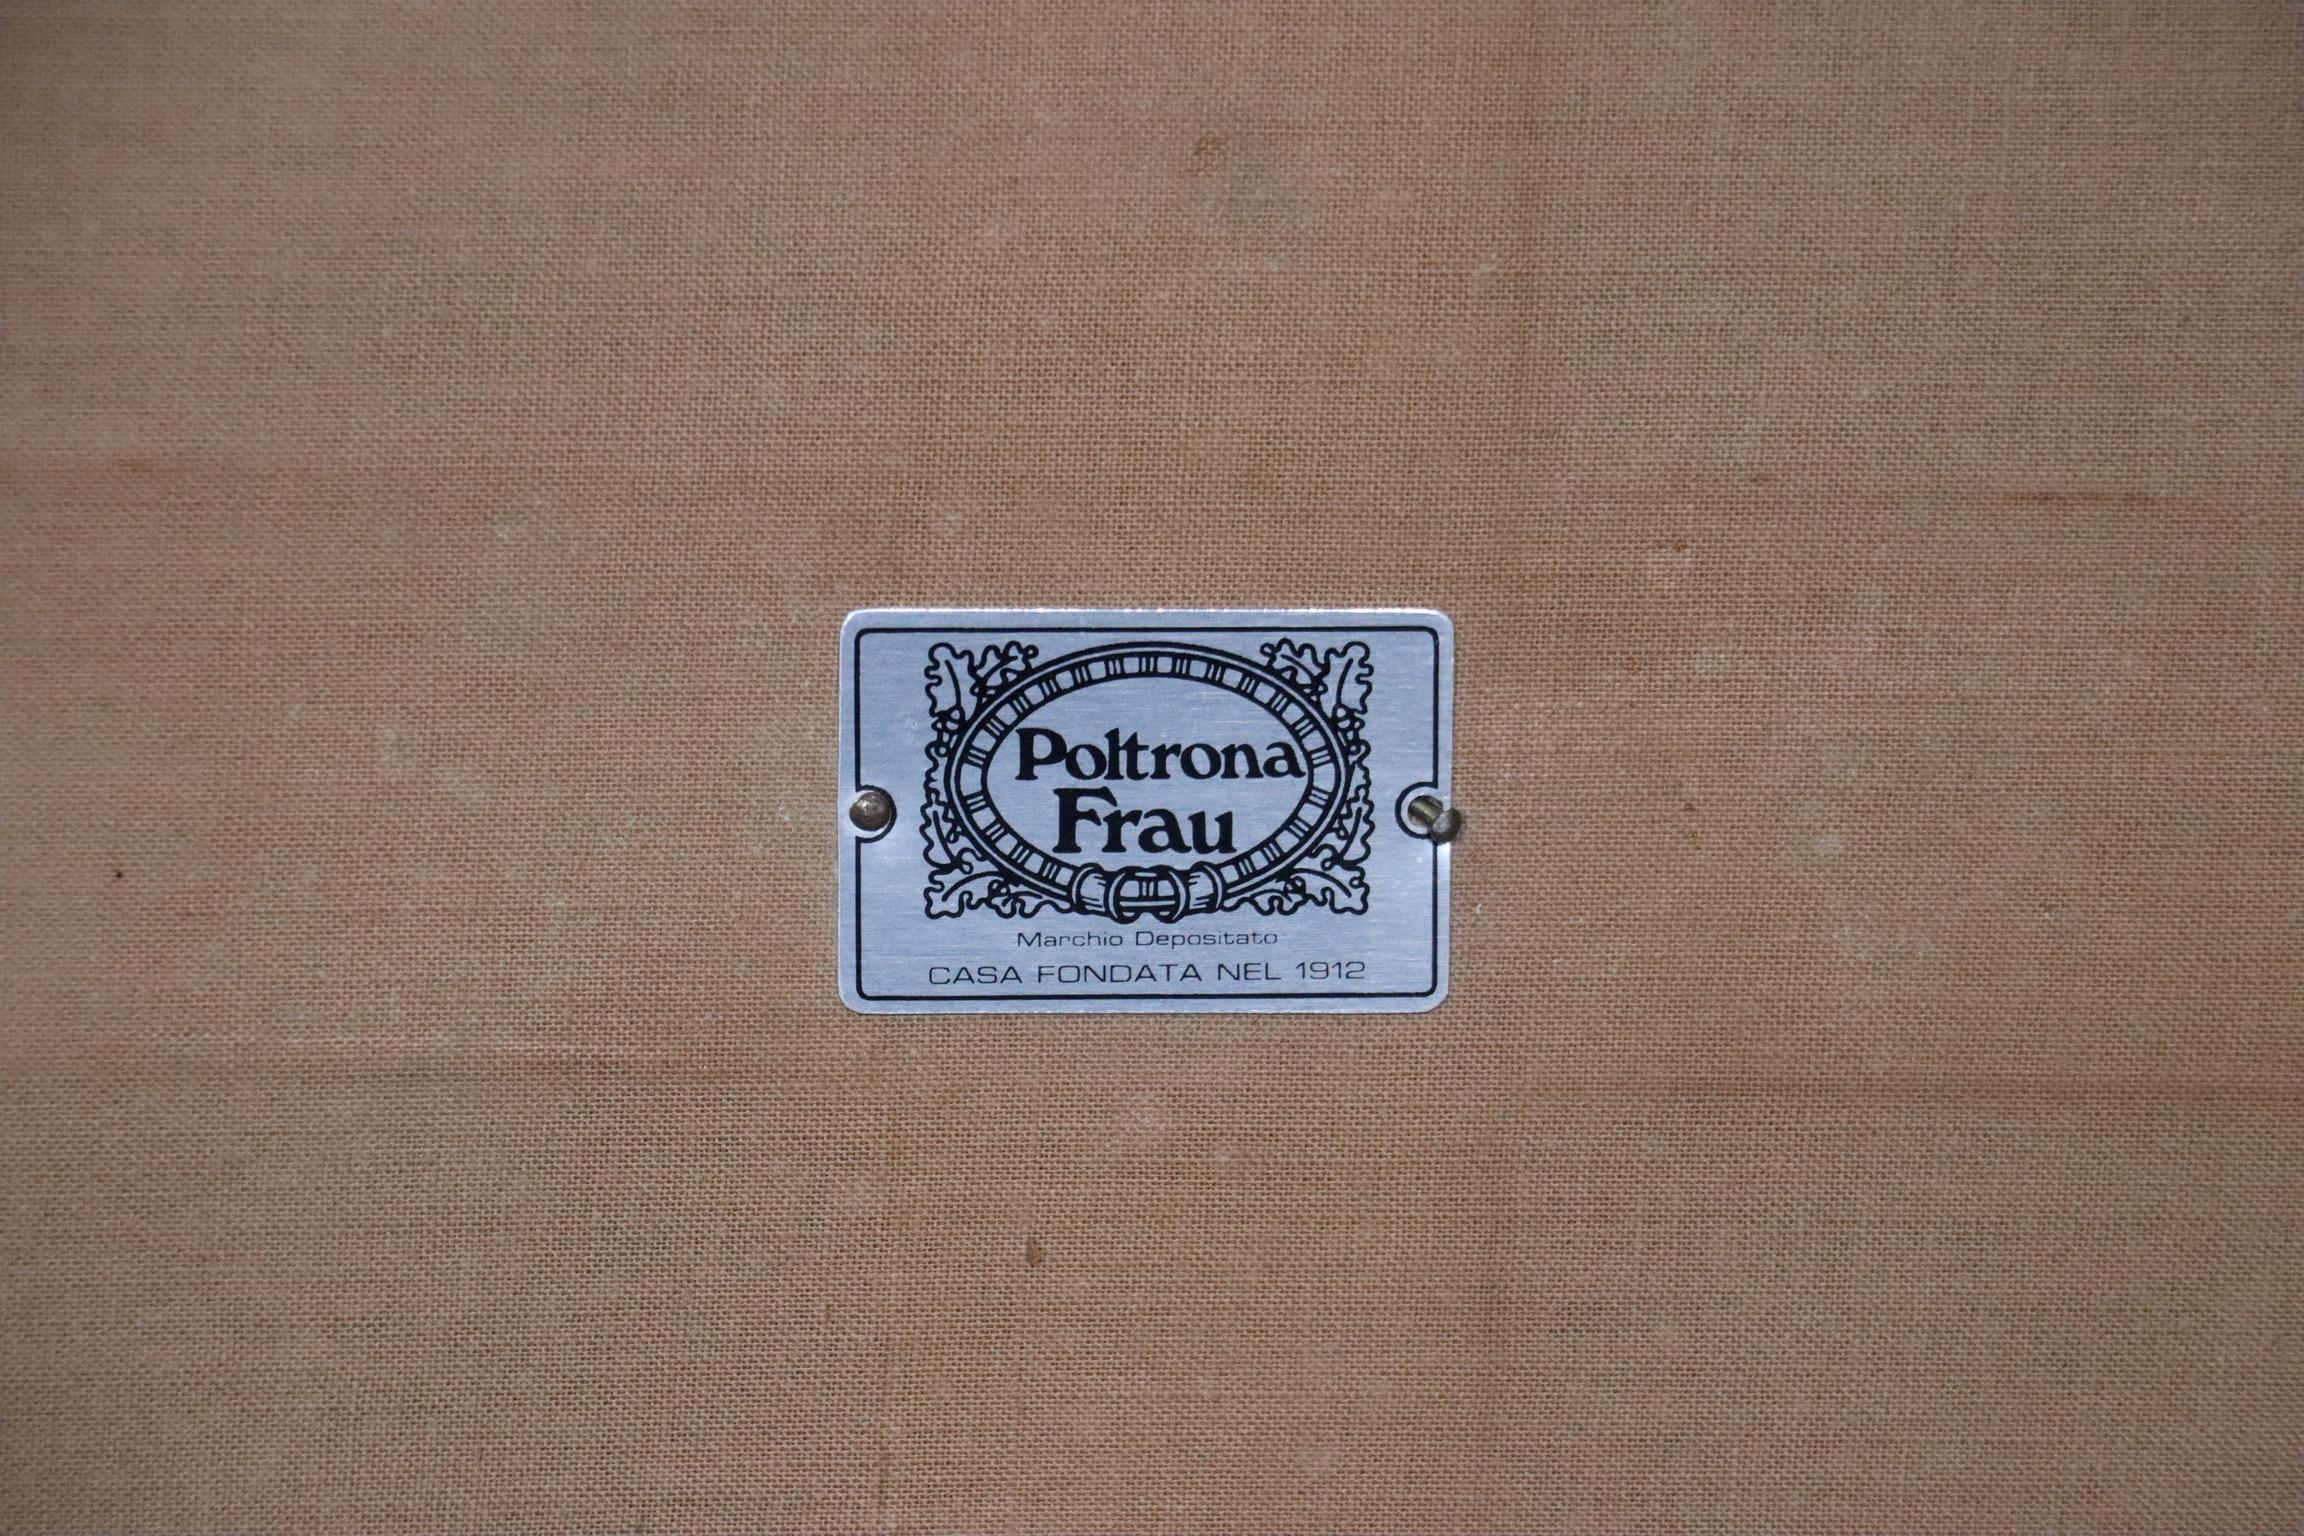 Poltrona
Frau
Marchio Depositato
CASA FONDATA NEL 1912